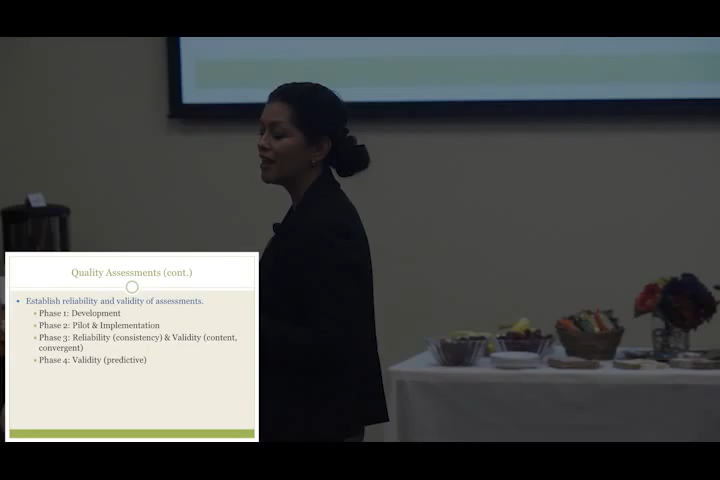 Quality Assessments (cont.)
Establish reliability and validity of assessments.
Phase 1: Development
Phase 2: Pilot & Implementation
Phase 3: Reliability (consistency) & Validity (content,
convergent)
Phase 4: Validity (predictive)